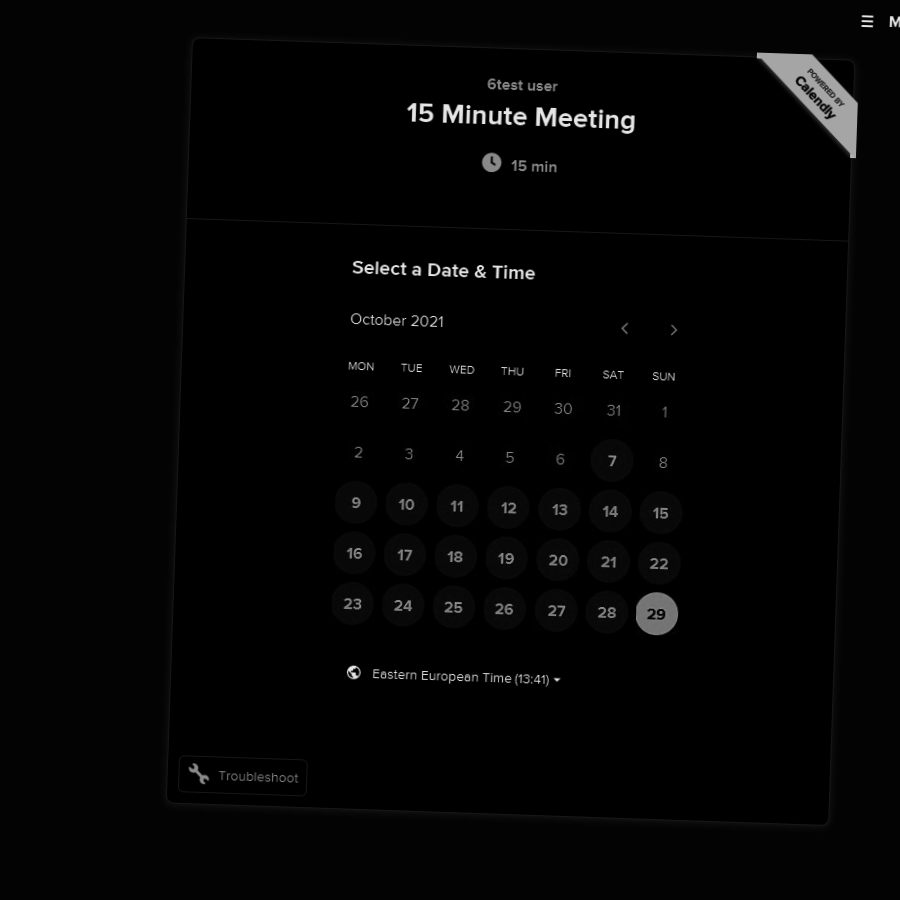 ☰ M
POWERED BY
Calendly
6test user
15 Minute Meeting
15 min
Select a Date & Time
October 2021
MON TUE WED THU FRI SAT SUN
26 27 28 29 30 31 1
2 3 4 5 6 7 8
9 10 11 12 13 14 15
16 17 18 19 20 21 22
23 24 25 26 27 28 29
Eastern European Time (13:41)
Troubleshoot